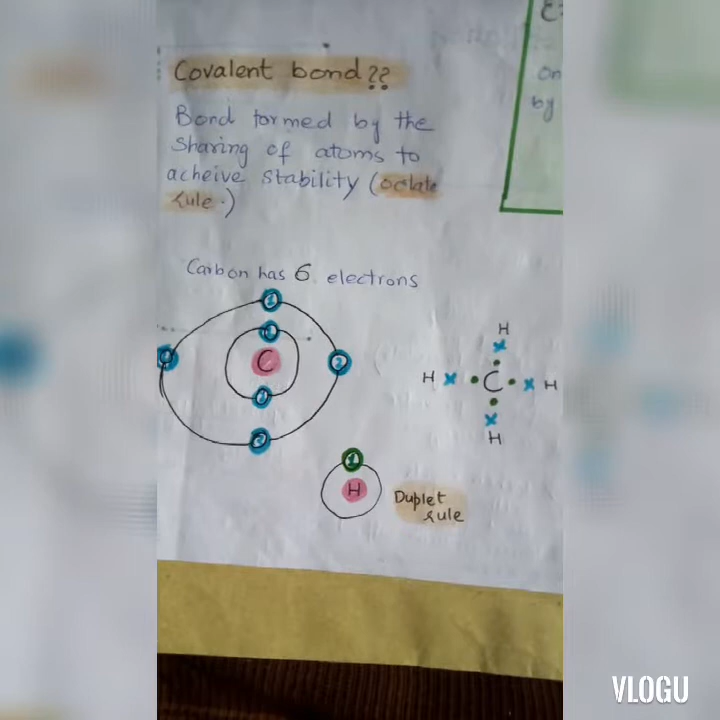 Covalent bond??
Bond formed by the
sharing of atoms to
acheive stability (octate
rule.)
Carbon has 6 electrons
C
H
H C H
H
1
H
Duplet
rule
on
by
VLOGU